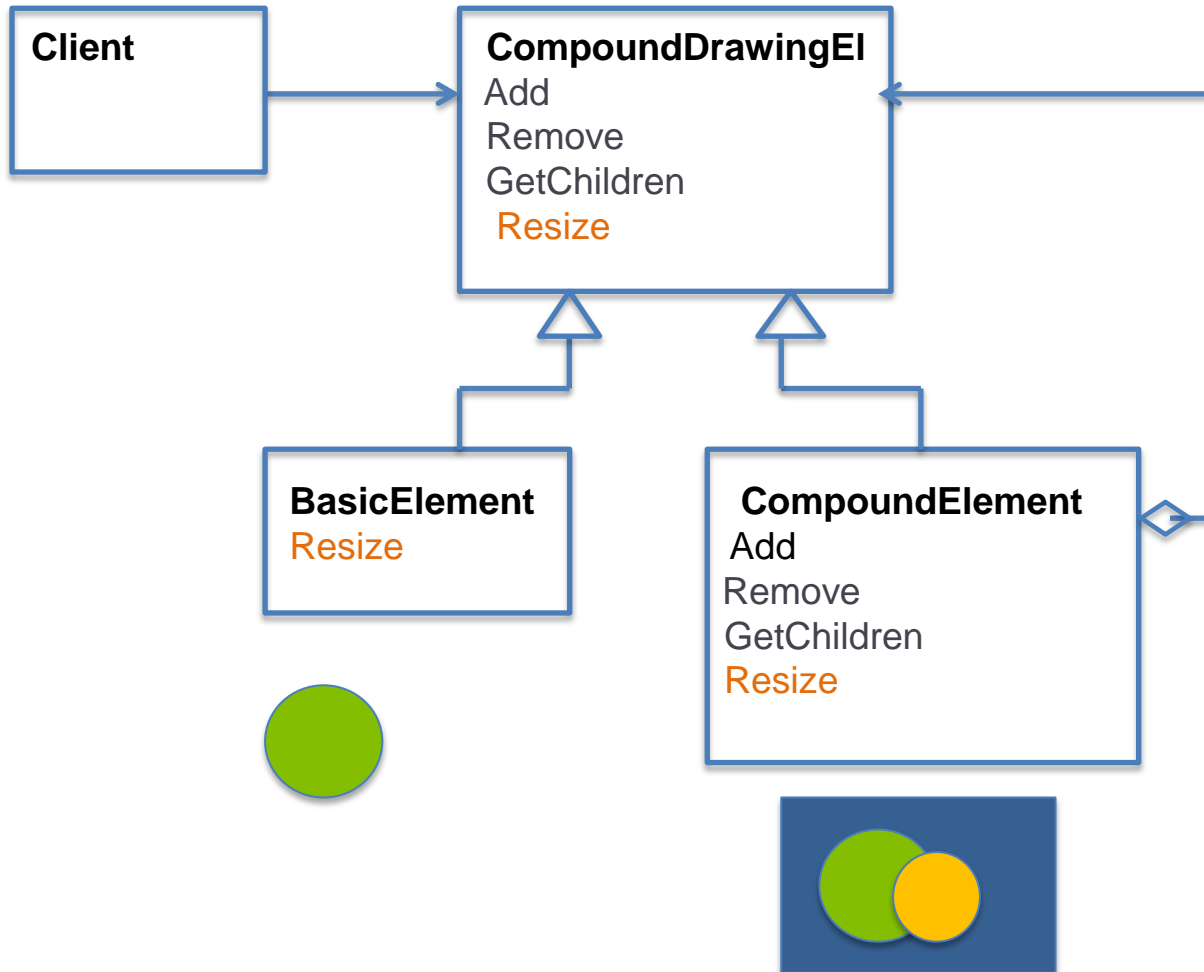 Client
CompoundDrawingEl
Add
Remove
GetChildren
Resize
BasicElement
Resize
CompoundElement
Add
Remove
GetChildren
Resize